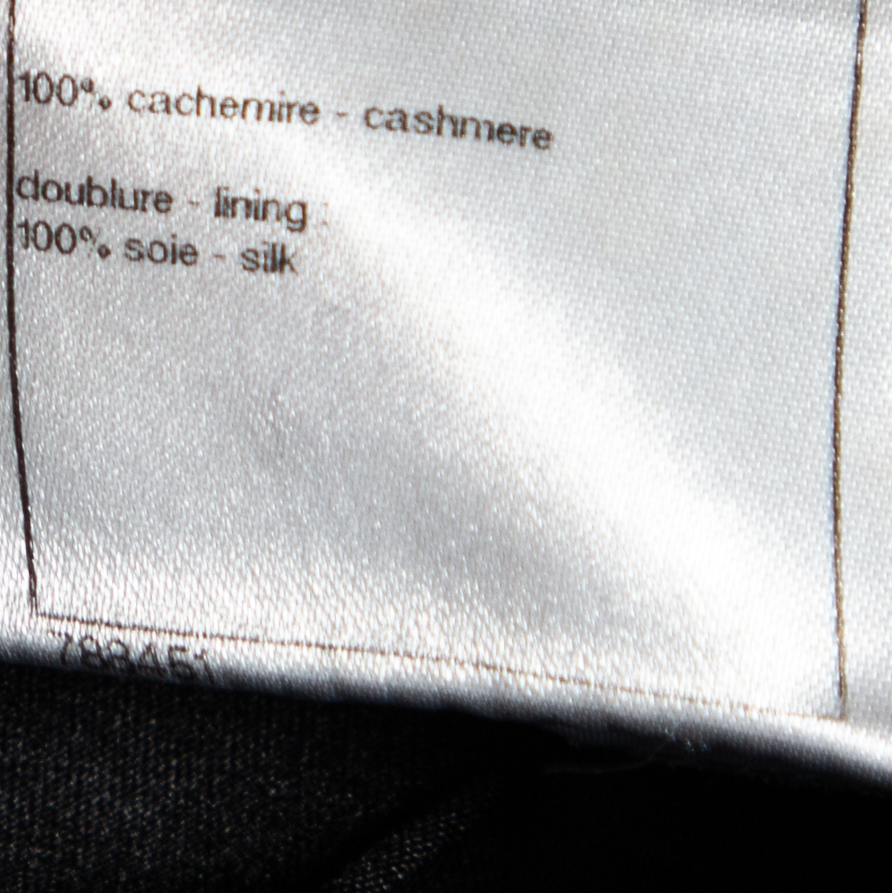 100% cachemire - cashmere
doublure - lining :
100% soie - silk